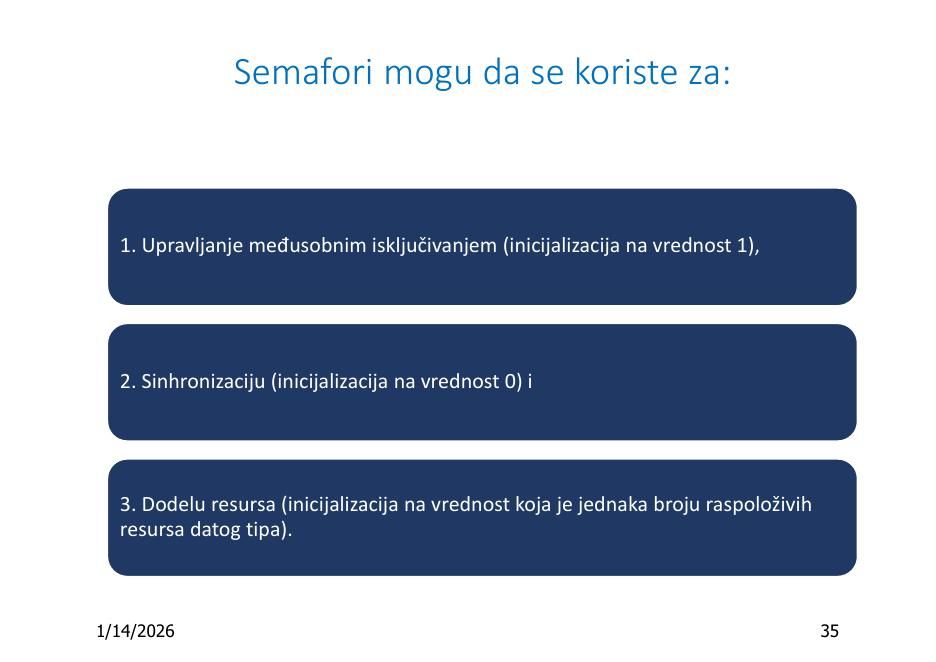 Semafori mogu da se koriste za:
1. Upravljanje međusobnim isključivanjem (inicijalizacija na vrednost 1),
2. Sinhronizaciju (inicijalizacija na vrednost 0) i
3. Dodelu resursa (inicijalizacija na vrednost koja je jednaka broju raspoloživih
resursa datog tipa).
1/14/2026
35